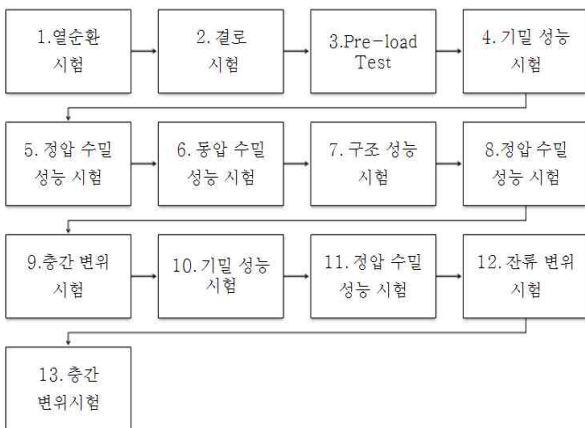 1.열순환
시험
2. 결로
시험
3.Pre-load
Test
4. 기밀 성능
시험
5. 정압 수밀
성능 시험
6. 동압 수밀
성능 시험
7. 구조 성능
시험
8.정압 수밀
성능 시험
9.층간 변위
시험
10. 기밀 성능
시험
11. 정압 수밀
성능 시험
12. 잔류 변위
시험
13. 층간
변위시험